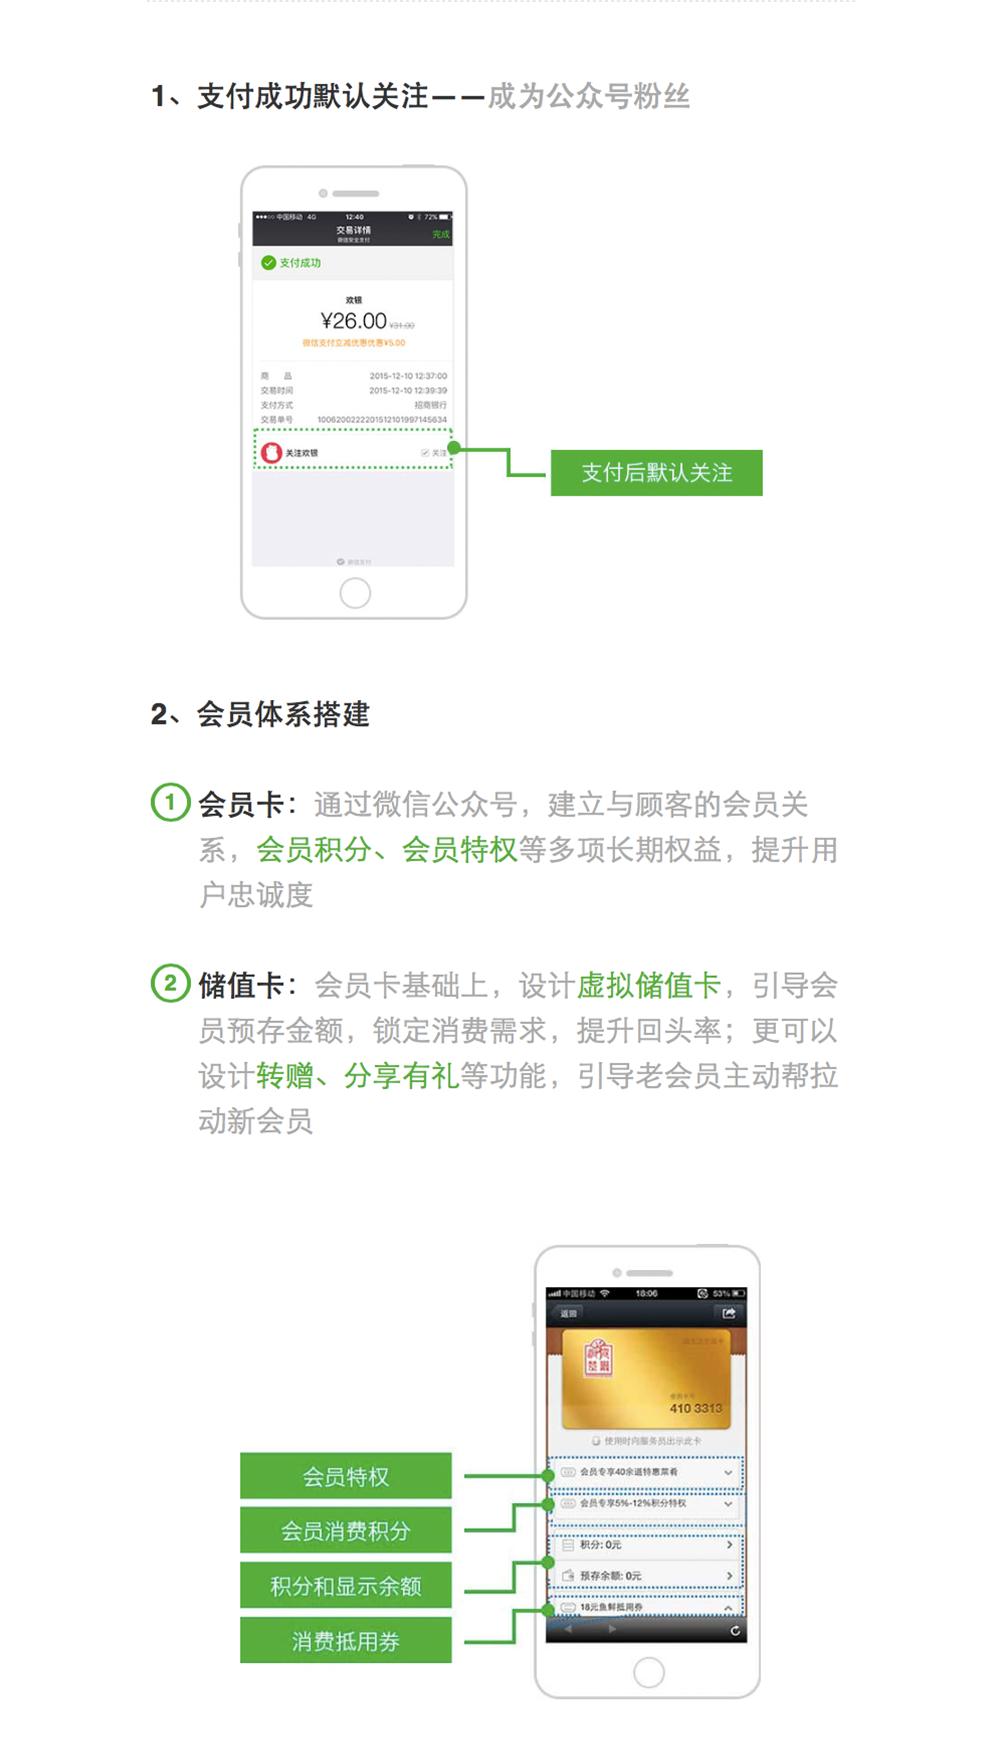 1、支付成功默认关注——成为公众号粉丝
中国移动 4G 12:40 72%
交易详情
微信安全支付
完成
支付成功
欢银
¥26.00 ¥31.00
微信支付立减优惠优惠¥5.00
商 品 2015-12-10 12:37:00
交易时间 2015-12-10 12:39:39
支付方式 招商银行
交易单号 1006200222201512101997145634
关注欢银 关注
支付后默认关注
微信支付
2、会员体系搭建
1 会员卡：通过微信公众号，建立与顾客的会员关
系，会员积分、会员特权等多项长期权益，提升用
户忠诚度
2 储值卡：会员卡基础上，设计虚拟储值卡，引导会
员预存金额，锁定消费需求，提升回头率；更可以
设计转赠、分享有礼等功能，引导老会员主动帮拉
动新会员
中国移动 18:06 53%
返回
410 3313
使用时向服务员出示此卡
会员特权
会员专享40余道特惠菜肴
会员消费积分
会员专享5%-12%积分特权
积分和显示余额
积分: 0元
预存余额: 0元
消费抵用券
18元鱼鲜抵用券